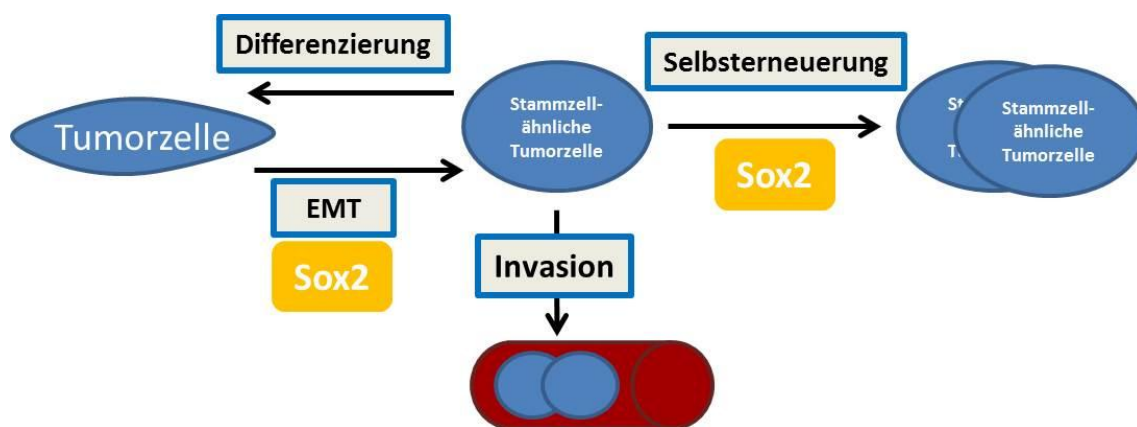 Differenzierung
Selbsterneuerung
Tumorzelle
Stammzell-
ähnliche
Tumorzelle
Stammzell-
ähnliche
Tumorzelle
Sox2
EMT
Sox2
Invasion